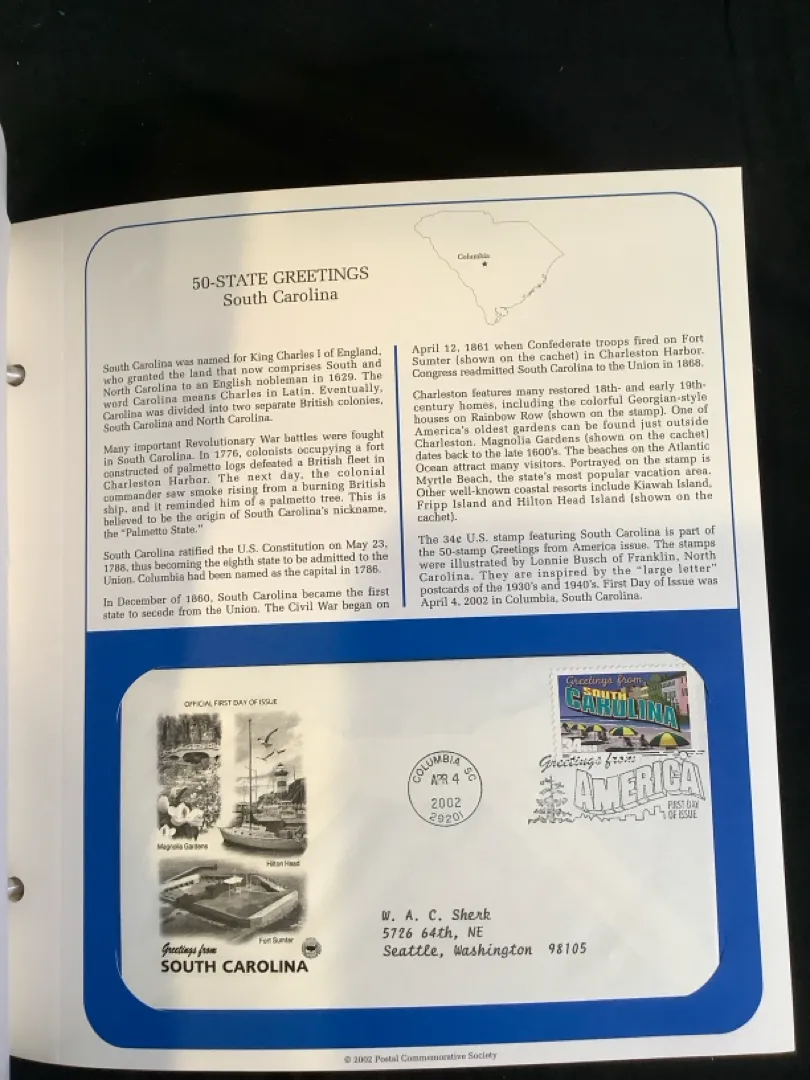 50-STATE GREETINGS
South Carolina
Columbia
South Carolina was named for King Charles I of England,
who granted the land that now comprises South and
North Carolina to an English nobleman in 1629. The
word Carolina means Charles in Latin. Eventually,
Carolina was divided into two separate British colonies,
South Carolina and North Carolina.
Many important Revolutionary War battles were fought
in South Carolina. In 1776, colonists occupying a fort
constructed of palmetto logs defeated a British fleet in
Charleston Harbor. The next day, the colonial
commander saw smoke rising from a burning British
ship, and it reminded him of a palmetto tree. This is
believed to be the origin of South Carolina's nickname,
the "Palmetto State."
South Carolina ratified the U.S. Constitution on May 23,
1788, thus becoming the eighth state to be admitted to the
Union. Columbia had been named as the capital in 1786.
In December of 1860, South Carolina became the first
state to secede from the Union. The Civil War began on
April 12, 1861 when Confederate troops fired on Fort
Sumter (shown on the cachet) in Charleston Harbor.
Congress readmitted South Carolina to the Union in 1868.
Charleston features many restored 18th- and early 19th-
century homes, including the colorful Georgian-style
houses on Rainbow Row (shown on the stamp). One of
America's oldest gardens can be found just outside
Charleston. Magnolia Gardens (shown on the cachet)
dates back to the late 1600's. The beaches on the Atlantic
Ocean attract many visitors. Portrayed on the stamp is
Myrtle Beach, the state's most popular vacation area.
Other well-known coastal resorts include Kiawah Island,
Fripp Island and Hilton Head Island (shown on the
cachet).
The 34¢ U.S. stamp featuring South Carolina is part of
the 50-stamp Greetings from America issue. The stamps
were illustrated by Lonnie Busch of Franklin, North
Carolina. They are inspired by the "large letter"
postcards of the 1930's and 1940's. First Day of Issue was
April 4, 2002 in Columbia, South Carolina.
OFFICIAL FIRST DAY OF ISSUE
Magnolia Gardens
Hilton Head
Fort Sumter
Greetings from
SOUTH CAROLINA
COLUMBIA SC
APR 4
2002
29201
Greetings from
SOUTH
CAROLINA
34
Greetings from
AMERICA
FIRST DAY
OF ISSUE
W. A. C. Sherk
5726 64th, NE
Seattle, Washington 98105
© 2002 Postal Commemorative Society